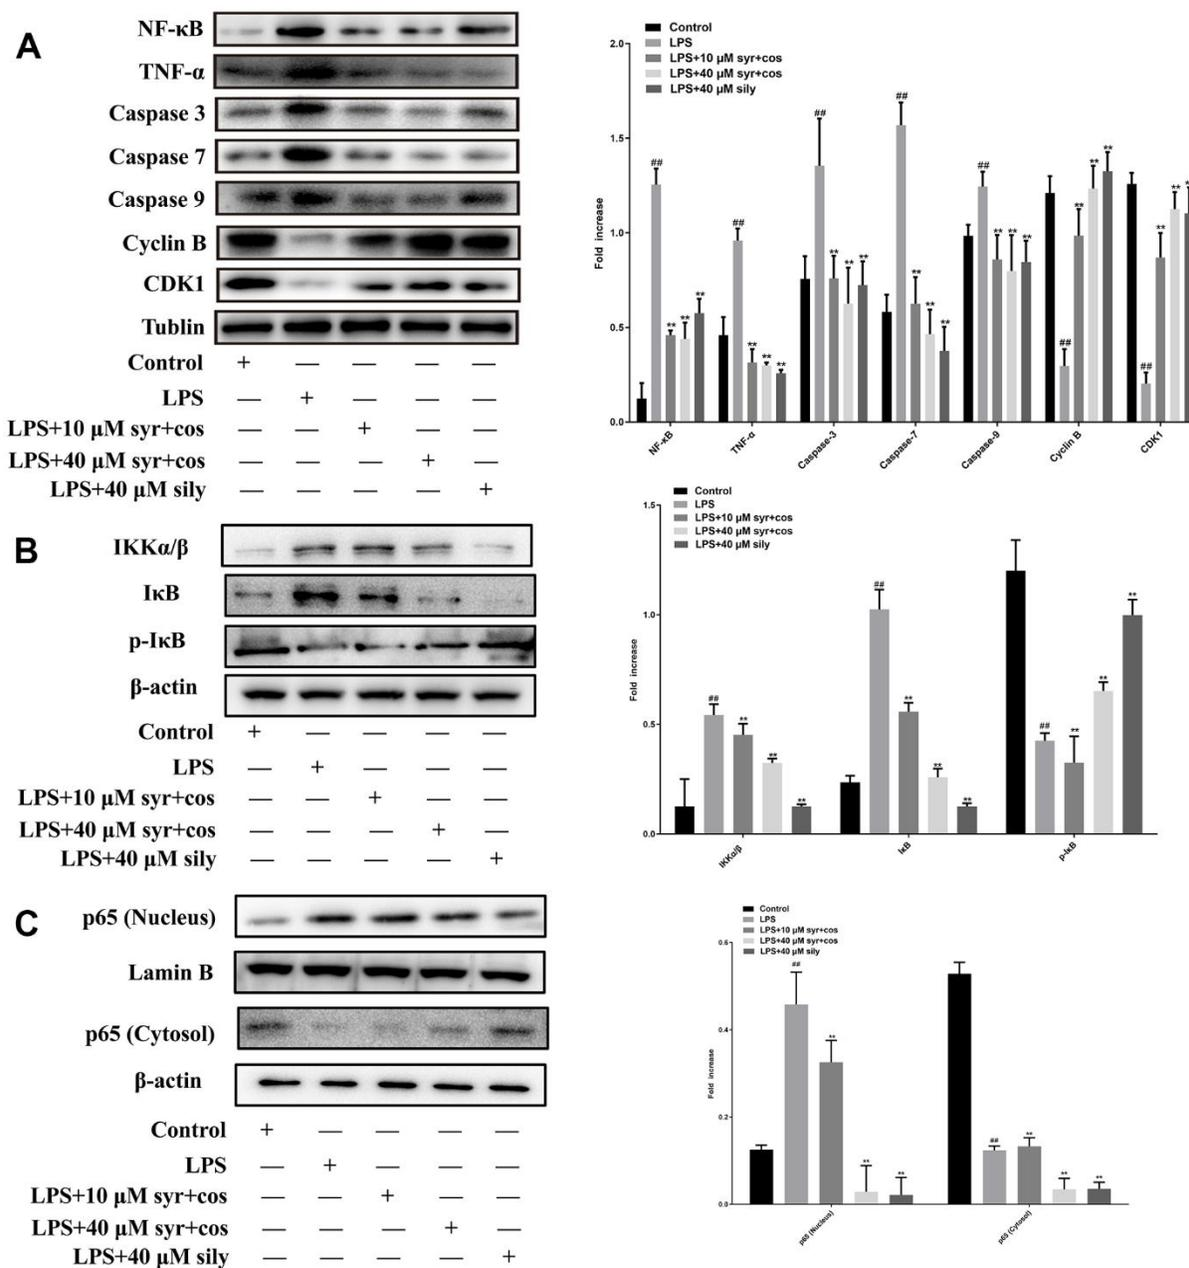 A
NF-κB
TNF-α
Caspase 3
Caspase 7
Caspase 9
Cyclin B
CDK1
Tublin
Control + — — — —
LPS — + — — —
LPS+10 μM syr+cos — — + — —
LPS+40 μM syr+cos — — — + —
LPS+40 μM sily — — — — +
Control
LPS
LPS+10 μM syr+cos
LPS+40 μM syr+cos
LPS+40 μM sily
Fold increase
2.0
1.5
1.0
0.5
0.0
## ** ** **
## ** ** **
## ** ** **
## ** ** **
## ** ** **
## ** ** **
## ** **
NF-κB TNF-α Caspase-3 Caspase-7 Caspase-9 Cyclin B CDK1
B
IKKα/β
IκB
p-IκB
β-actin
Control + — — — —
LPS — + — — —
LPS+10 μM syr+cos — — + — —
LPS+40 μM syr+cos — — — + —
LPS+40 μM sily — — — — +
Control
LPS
LPS+10 μM syr+cos
LPS+40 μM syr+cos
LPS+40 μM sily
Fold increase
1.5
1.0
0.5
0.0
## ** ** **
## ** ** **
## ** ** **
IKKα/β IκB p-IκB
C
p65 (Nucleus)
Lamin B
p65 (Cytosol)
β-actin
Control + — — — —
LPS — + — — —
LPS+10 μM syr+cos — — + — —
LPS+40 μM syr+cos — — — + —
LPS+40 μM sily — — — — +
Control
LPS
LPS+10 μM syr+cos
LPS+40 μM syr+cos
LPS+40 μM sily
Fold increase
0.6
0.4
0.2
0.0
## ** ** **
## ** ** **
p65 (Nucleus) p65 (Cytosol)